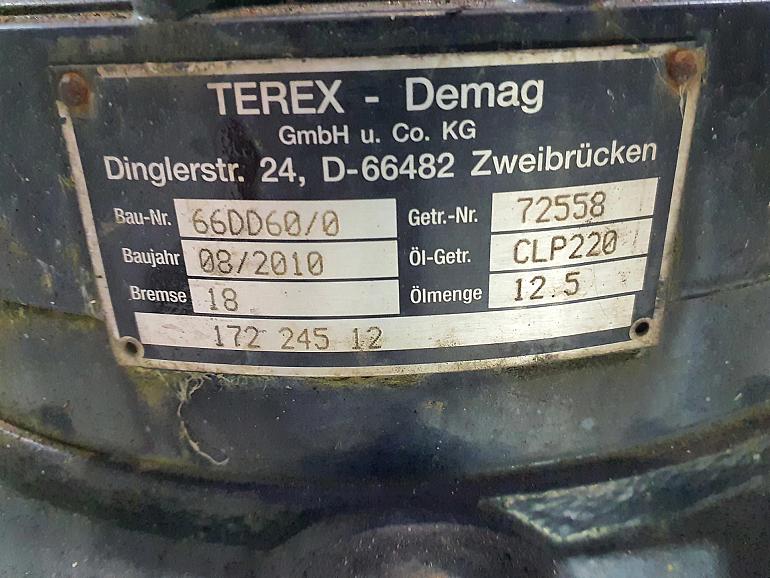 TEREX - Demag
GmbH u. Co. KG
Dinglerstr. 24, D-66482 Zweibrücken
Bau-Nr. 66DD60/0 Getr.-Nr. 72558
Baujahr 08/2010 Öl-Getr. CLP220
Bremse 18 Ölmenge 12.5
172 245 12